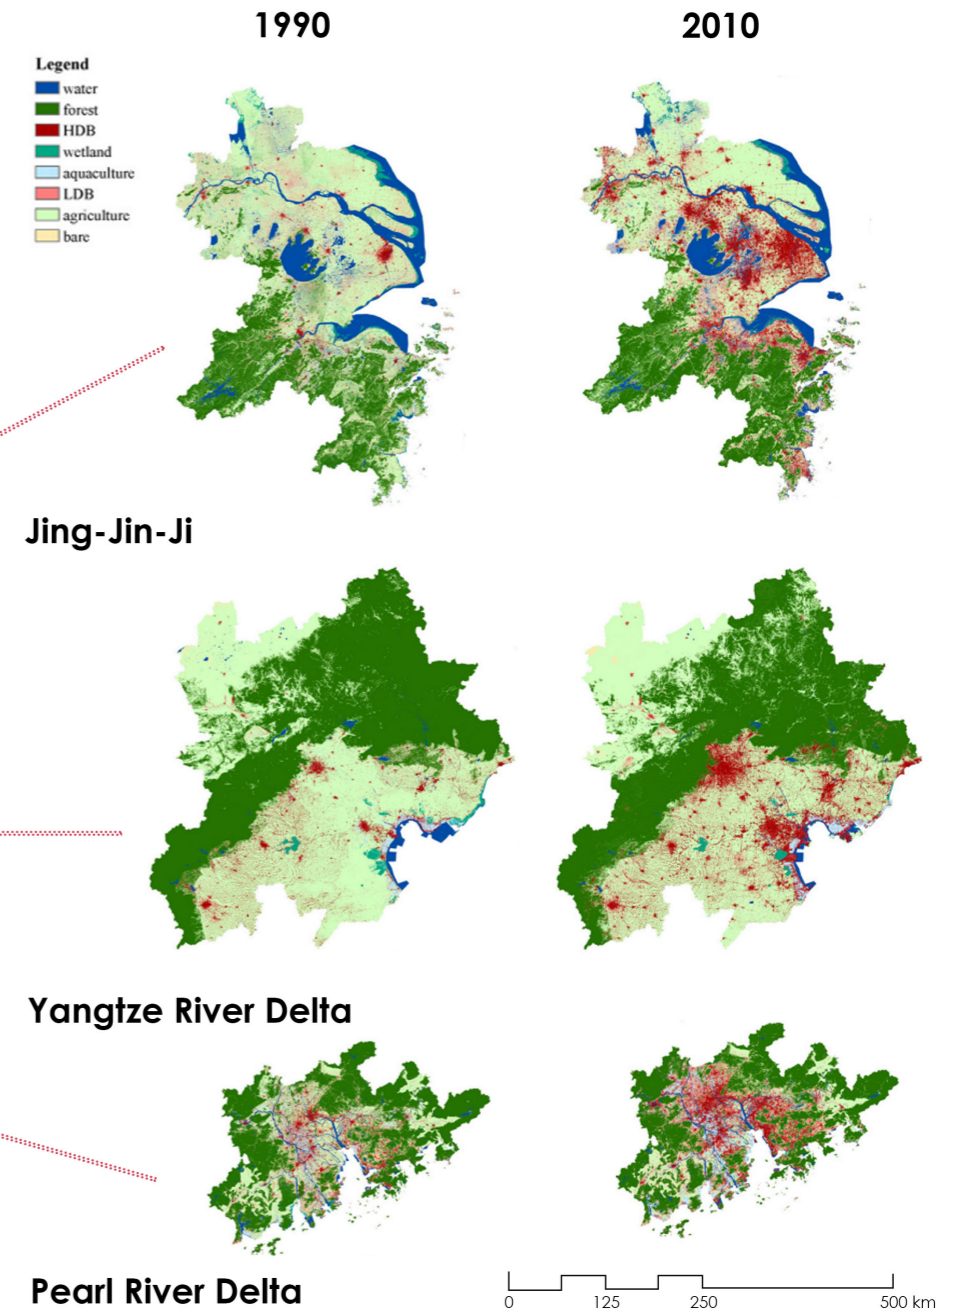 1990
2010
Legend
water
forest
HDB
wetland
aquaculture
LDB
agriculture
bare
Jing-Jin-Ji
Yangtze River Delta
Pearl River Delta
0 125 250 500 km